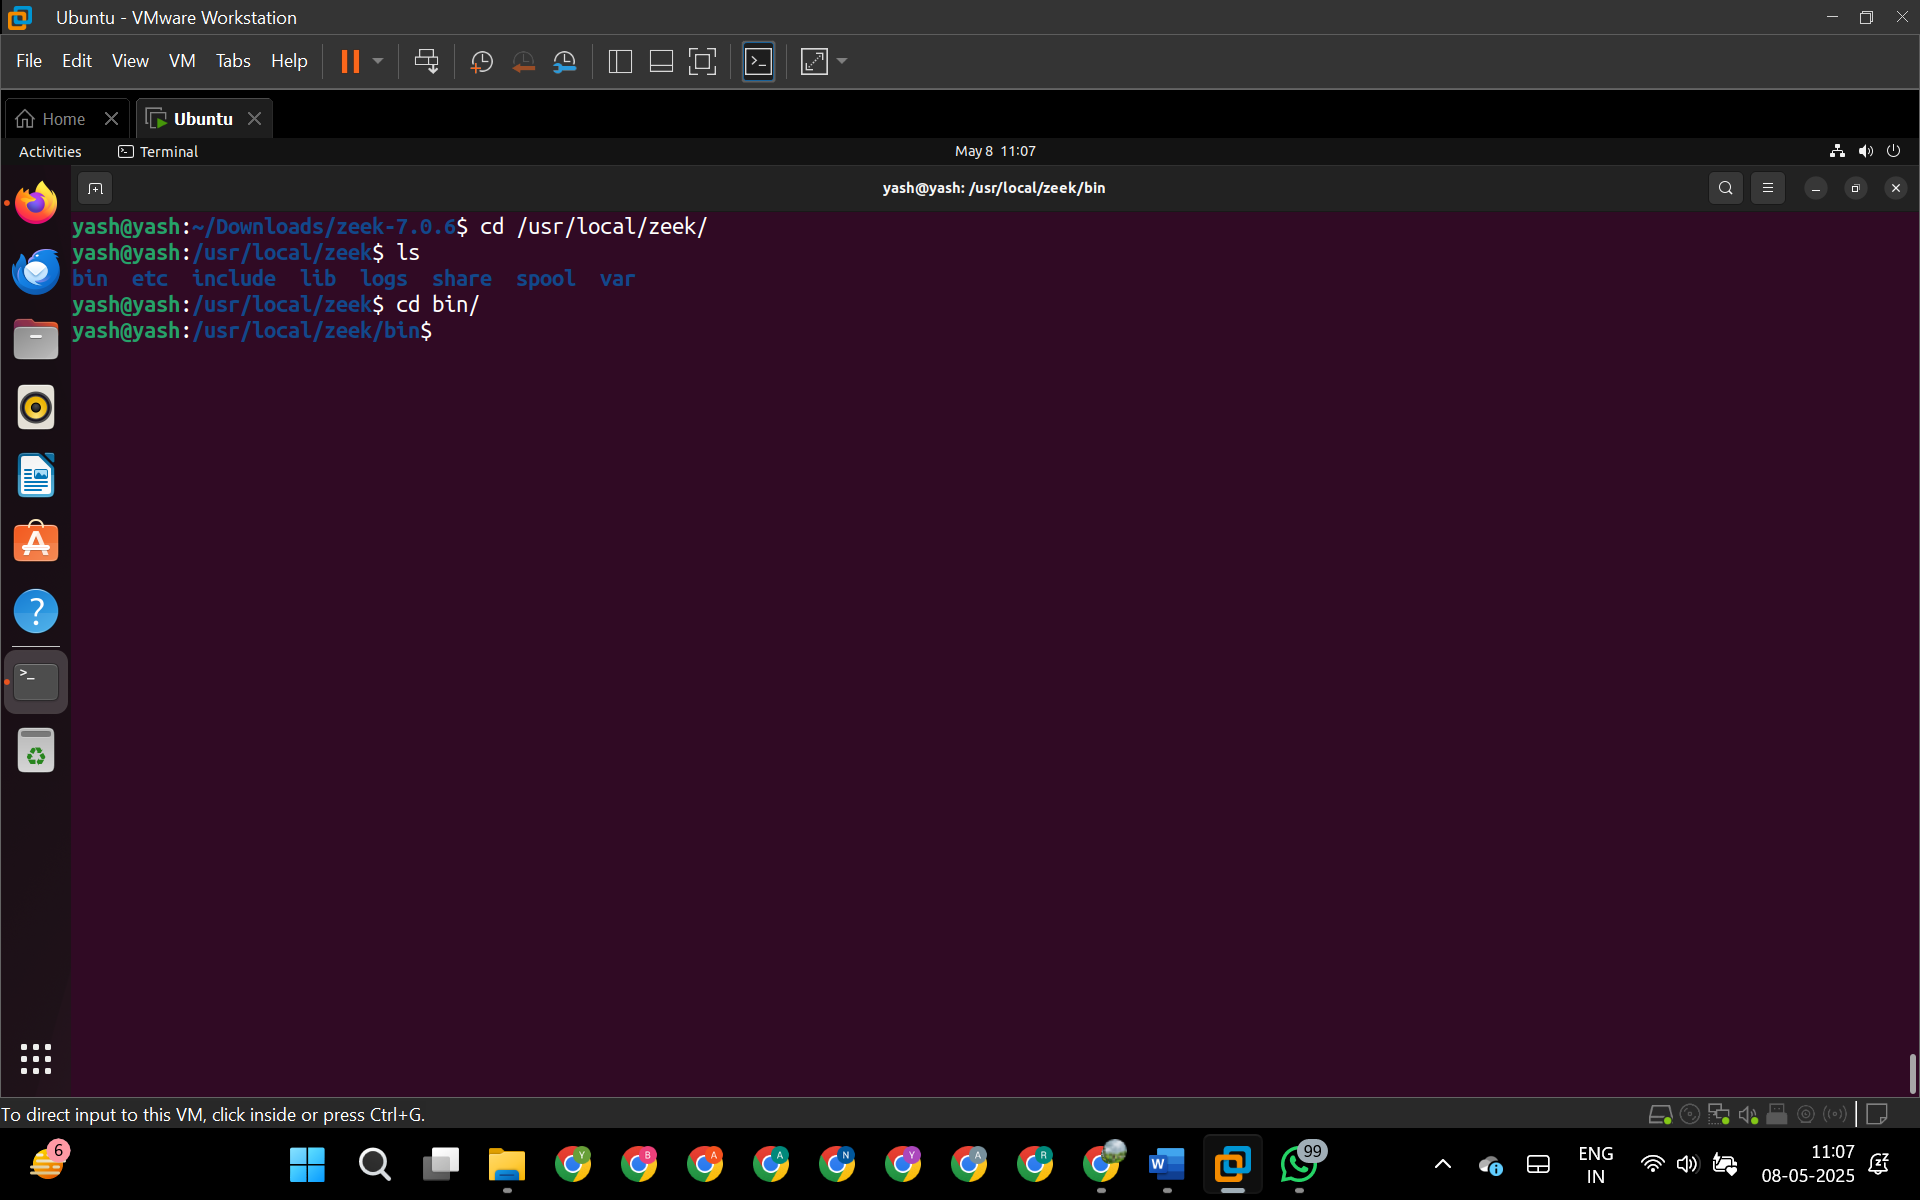 Ubuntu - VMware Workstation
File Edit View VM Tabs Help
Home
Ubuntu
Activities
Terminal
May 8 11:07
yash@yash: /usr/local/zeek/bin
yash@yash:~/Downloads/zeek-7.0.6$ cd /usr/local/zeek/
yash@yash:/usr/local/zeek$ ls
bin etc include lib logs share spool var
yash@yash:/usr/local/zeek$ cd bin/
yash@yash:/usr/local/zeek/bin$
To direct input to this VM, click inside or press Ctrl+G.
6
Y
B
A
A
N
Y
A
R
W
99
ENG
IN
11:07
08-05-2025